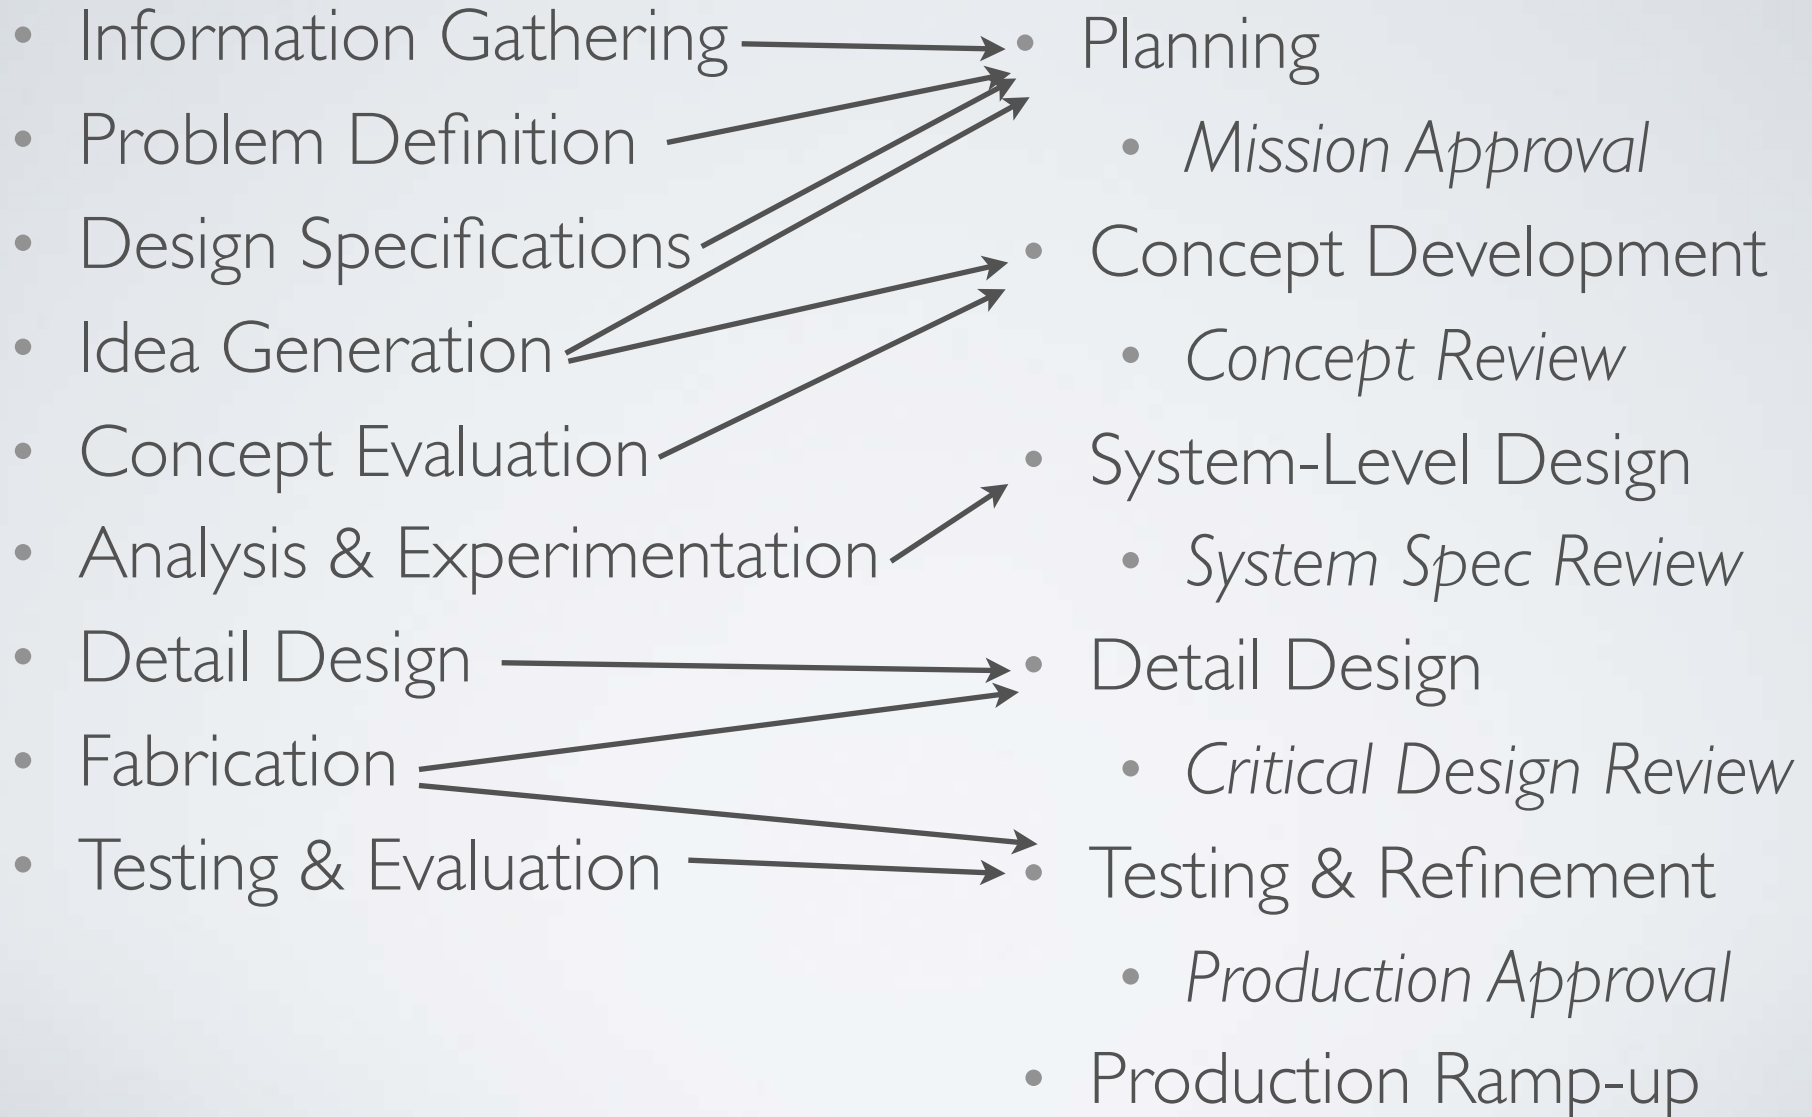 Information Gathering
Problem Definition
Design Specifications
Idea Generation
Concept Evaluation
Analysis & Experimentation
Detail Design
Fabrication
Testing & Evaluation
Planning
Mission Approval
Concept Development
Concept Review
System-Level Design
System Spec Review
Detail Design
Critical Design Review
Testing & Refinement
Production Approval
Production Ramp-up